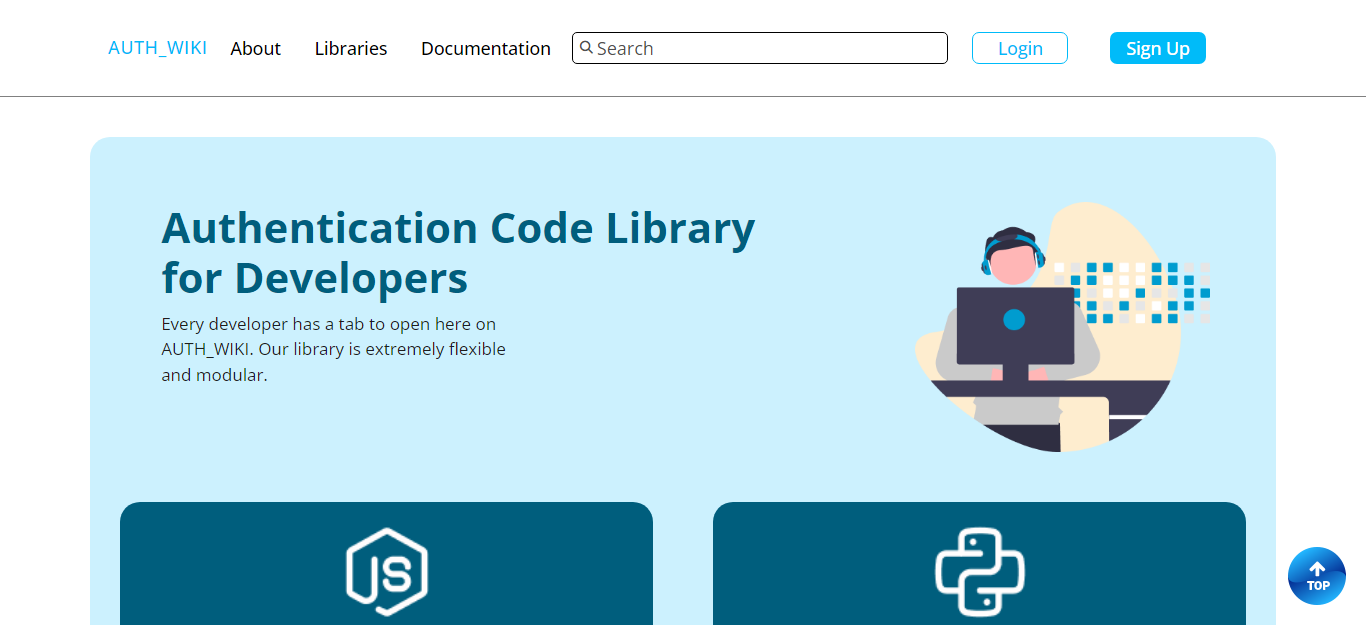 AUTH_WIKI About Libraries Documentation Search Login Sign Up
Authentication Code Library
for Developers
Every developer has a tab to open here on
AUTH_WIKI. Our library is extremely flexible
and modular.
JS
TOP